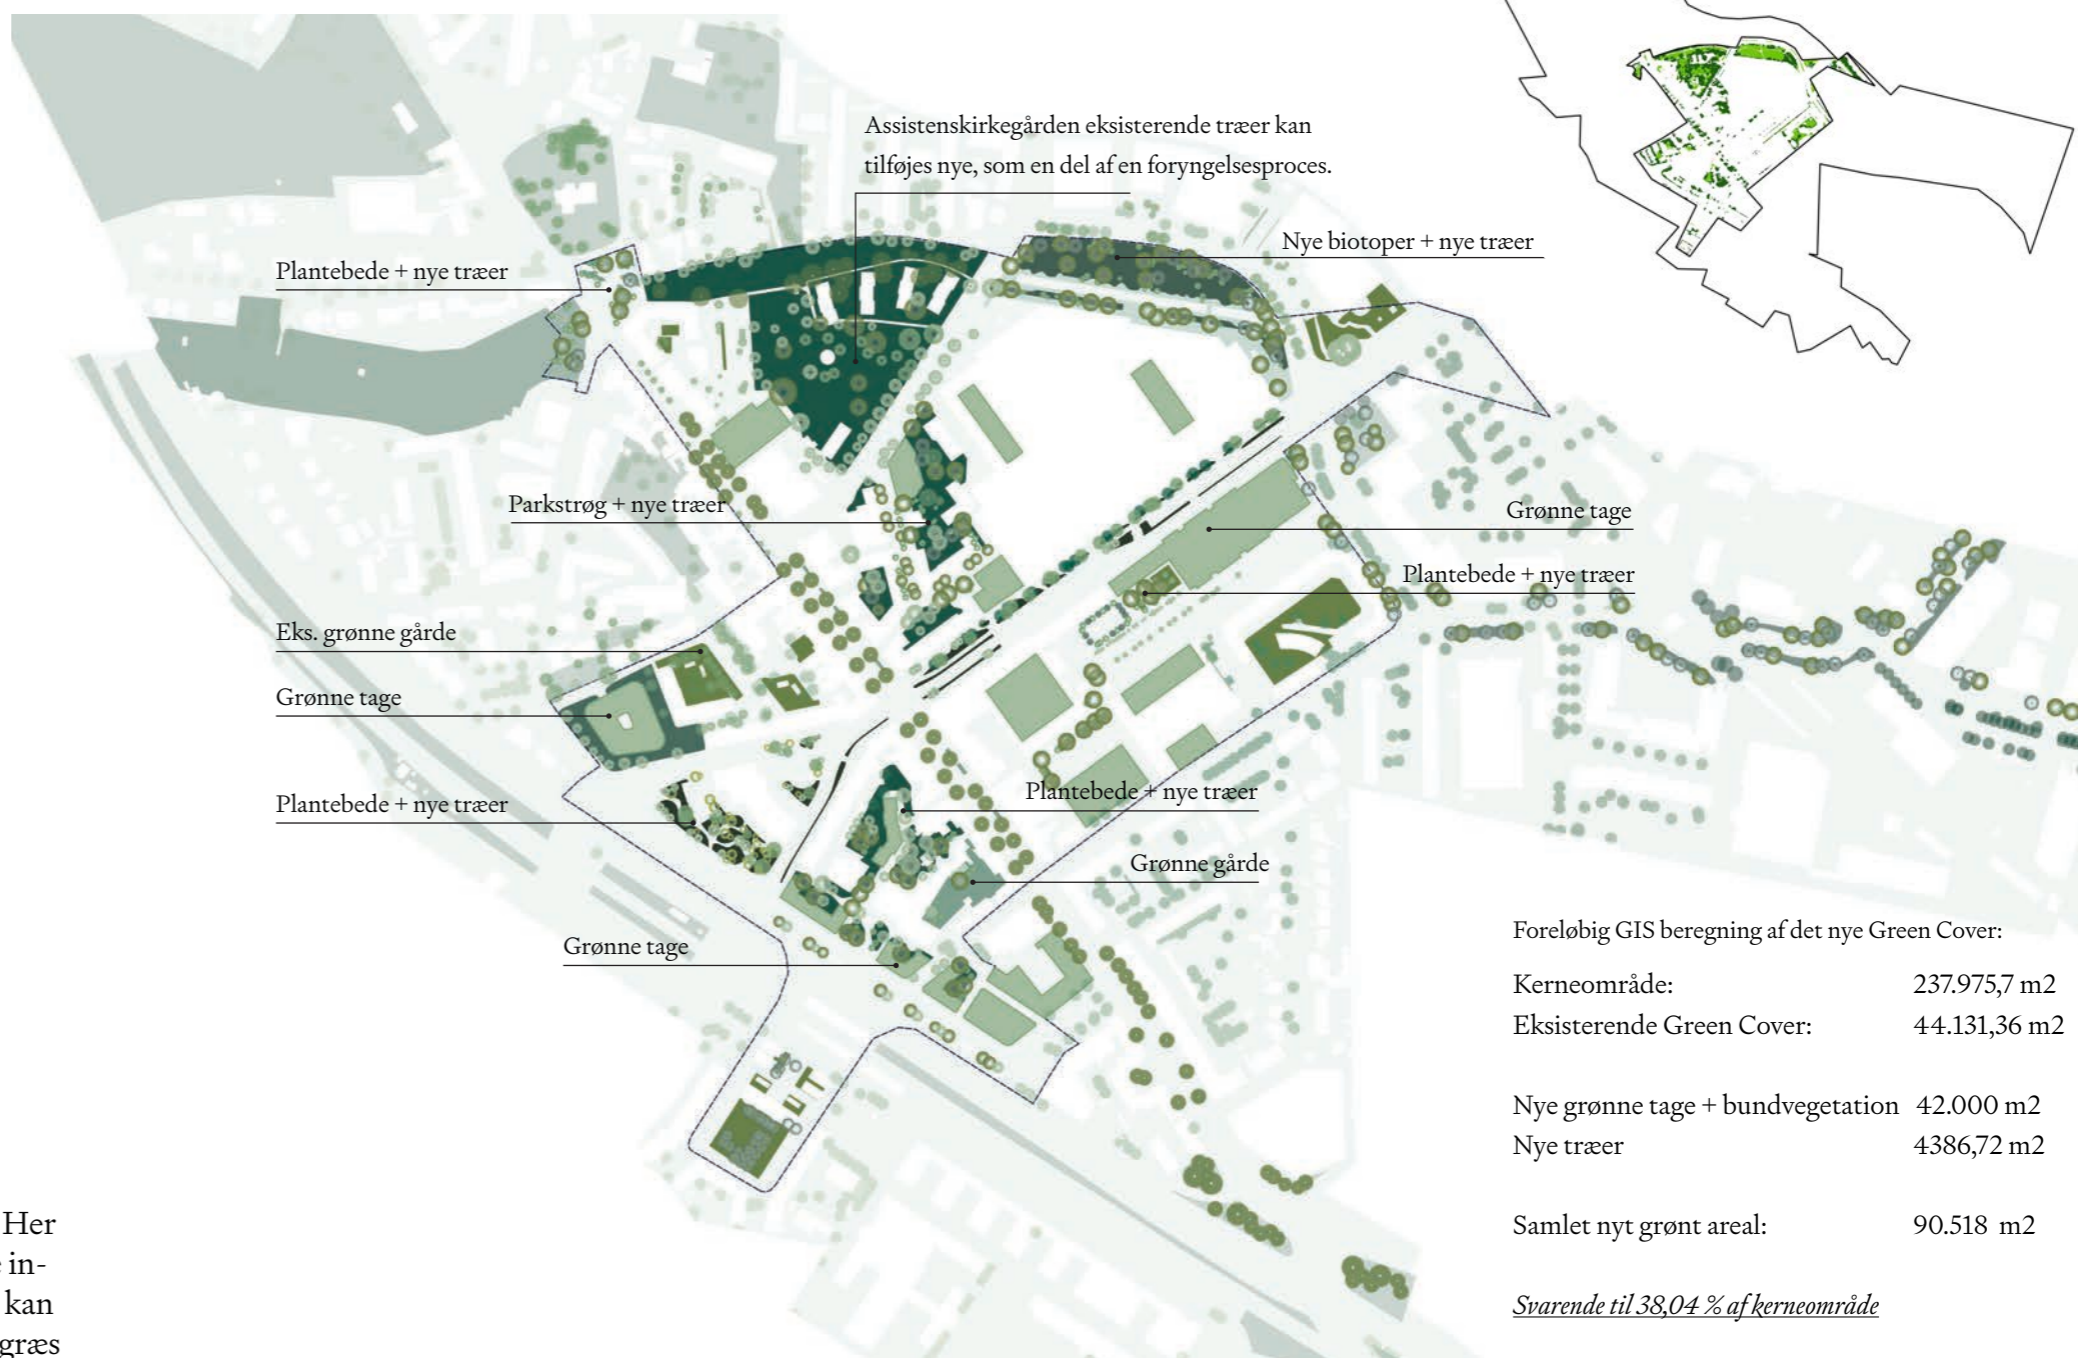 Assistenskirkegården eksisterende træer kan
tilføjes nye, som en del af en foryngelsesproces.
Nye biotoper + nye træer
Plantebede + nye træer
Parkstrøg + nye træer
Grønne tage
Plantebede + nye træer
Eks. grønne gårde
Grønne tage
Plantebede + nye træer
Plantebede + nye træer
Grønne gårde
Grønne tage
Foreløbig GIS beregning af det nye Green Cover:
Kerneområde: 237.975,7 m2
Eksisterende Green Cover: 44.131,36 m2
Nye grønne tage + bundvegetation 42.000 m2
Nye træer 4386,72 m2
Samlet nyt grønt areal: 90.518 m2
Svarende til 38,04 % af kerneområde
Her
in-
kan
græs